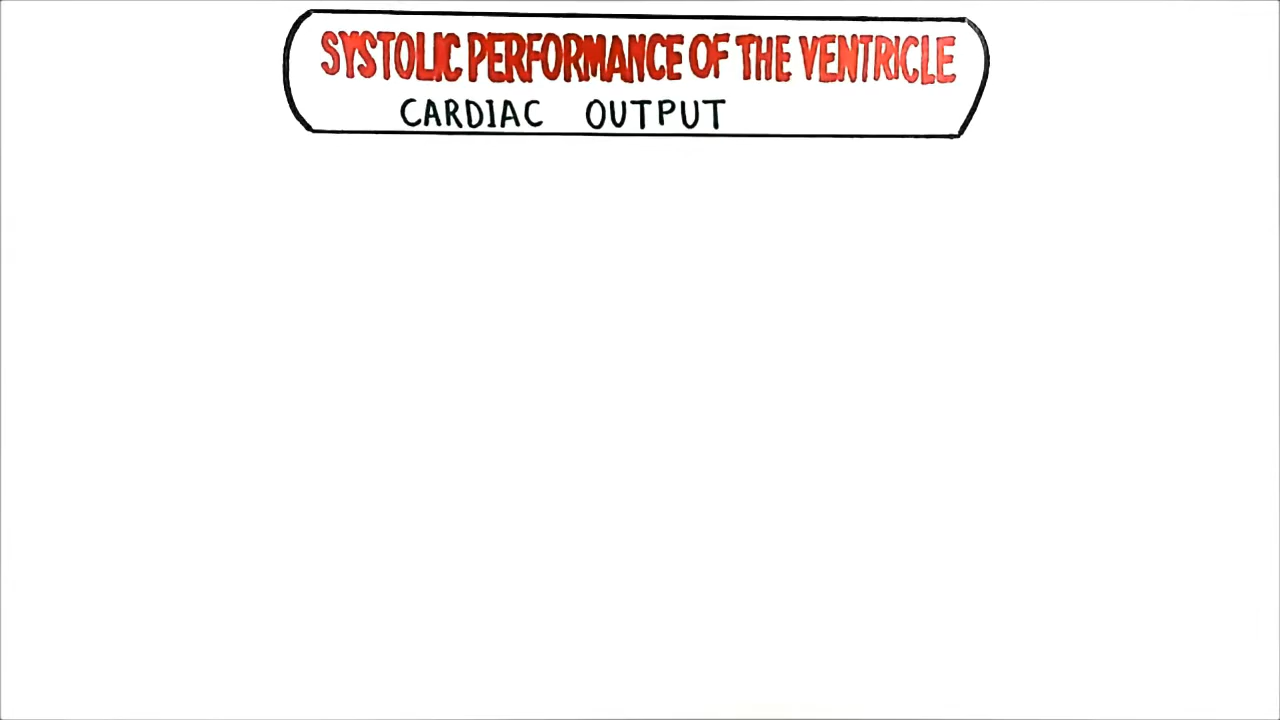 SYSTOLIC PERFORMANCE OF THE VENTRICLE
CARDIAC OUTPUT